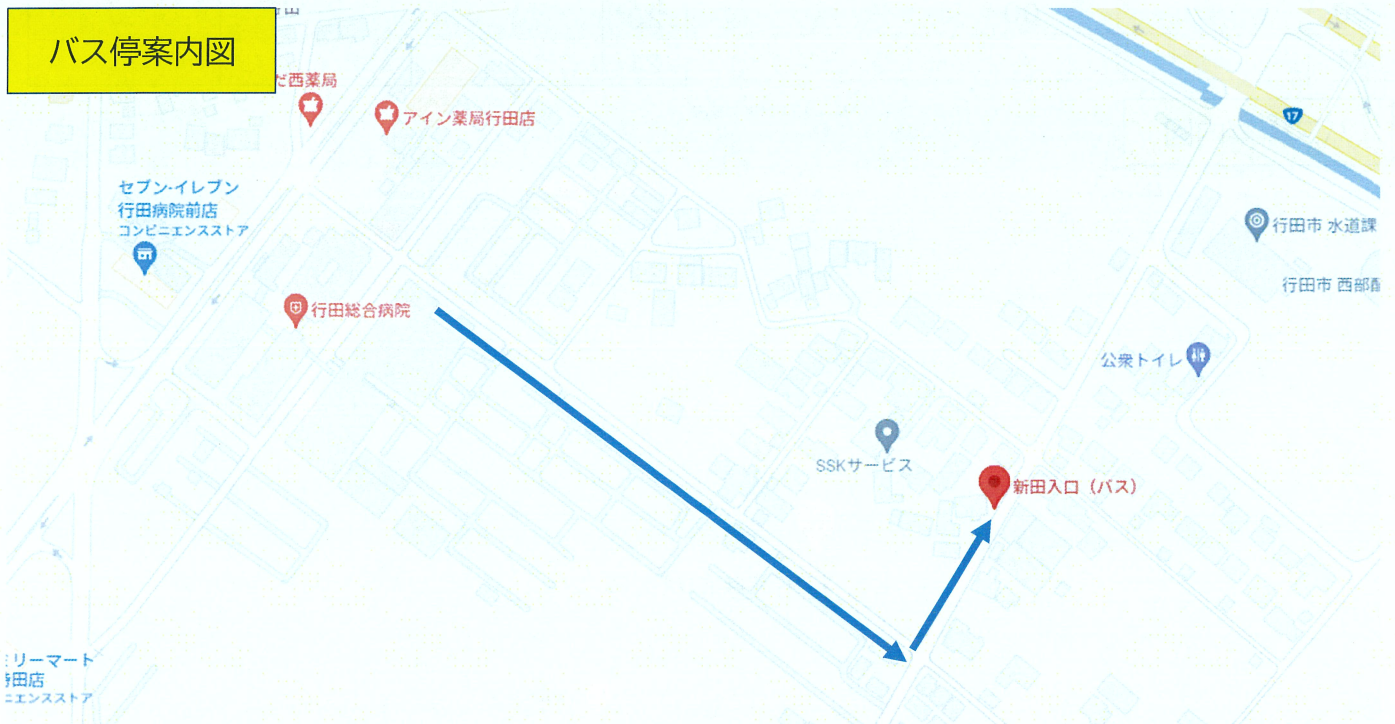 バス停案内図
だ西薬局
アイン薬局行田店
17
セブン-イレブン
行田病院前店
コンビニエンスストア
行田市 水道課
行田市 西部配
行田総合病院
公衆トイレ
SSKサービス
新田入口（バス）
ミリーマート
持田店
ニエンスストア